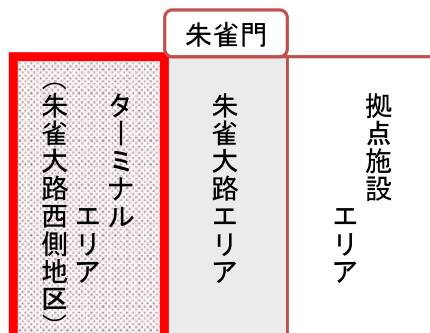 朱雀門
ターミナル
エリア
（朱雀大路西側地区）
朱雀大路エリア
拠点施設
エリア